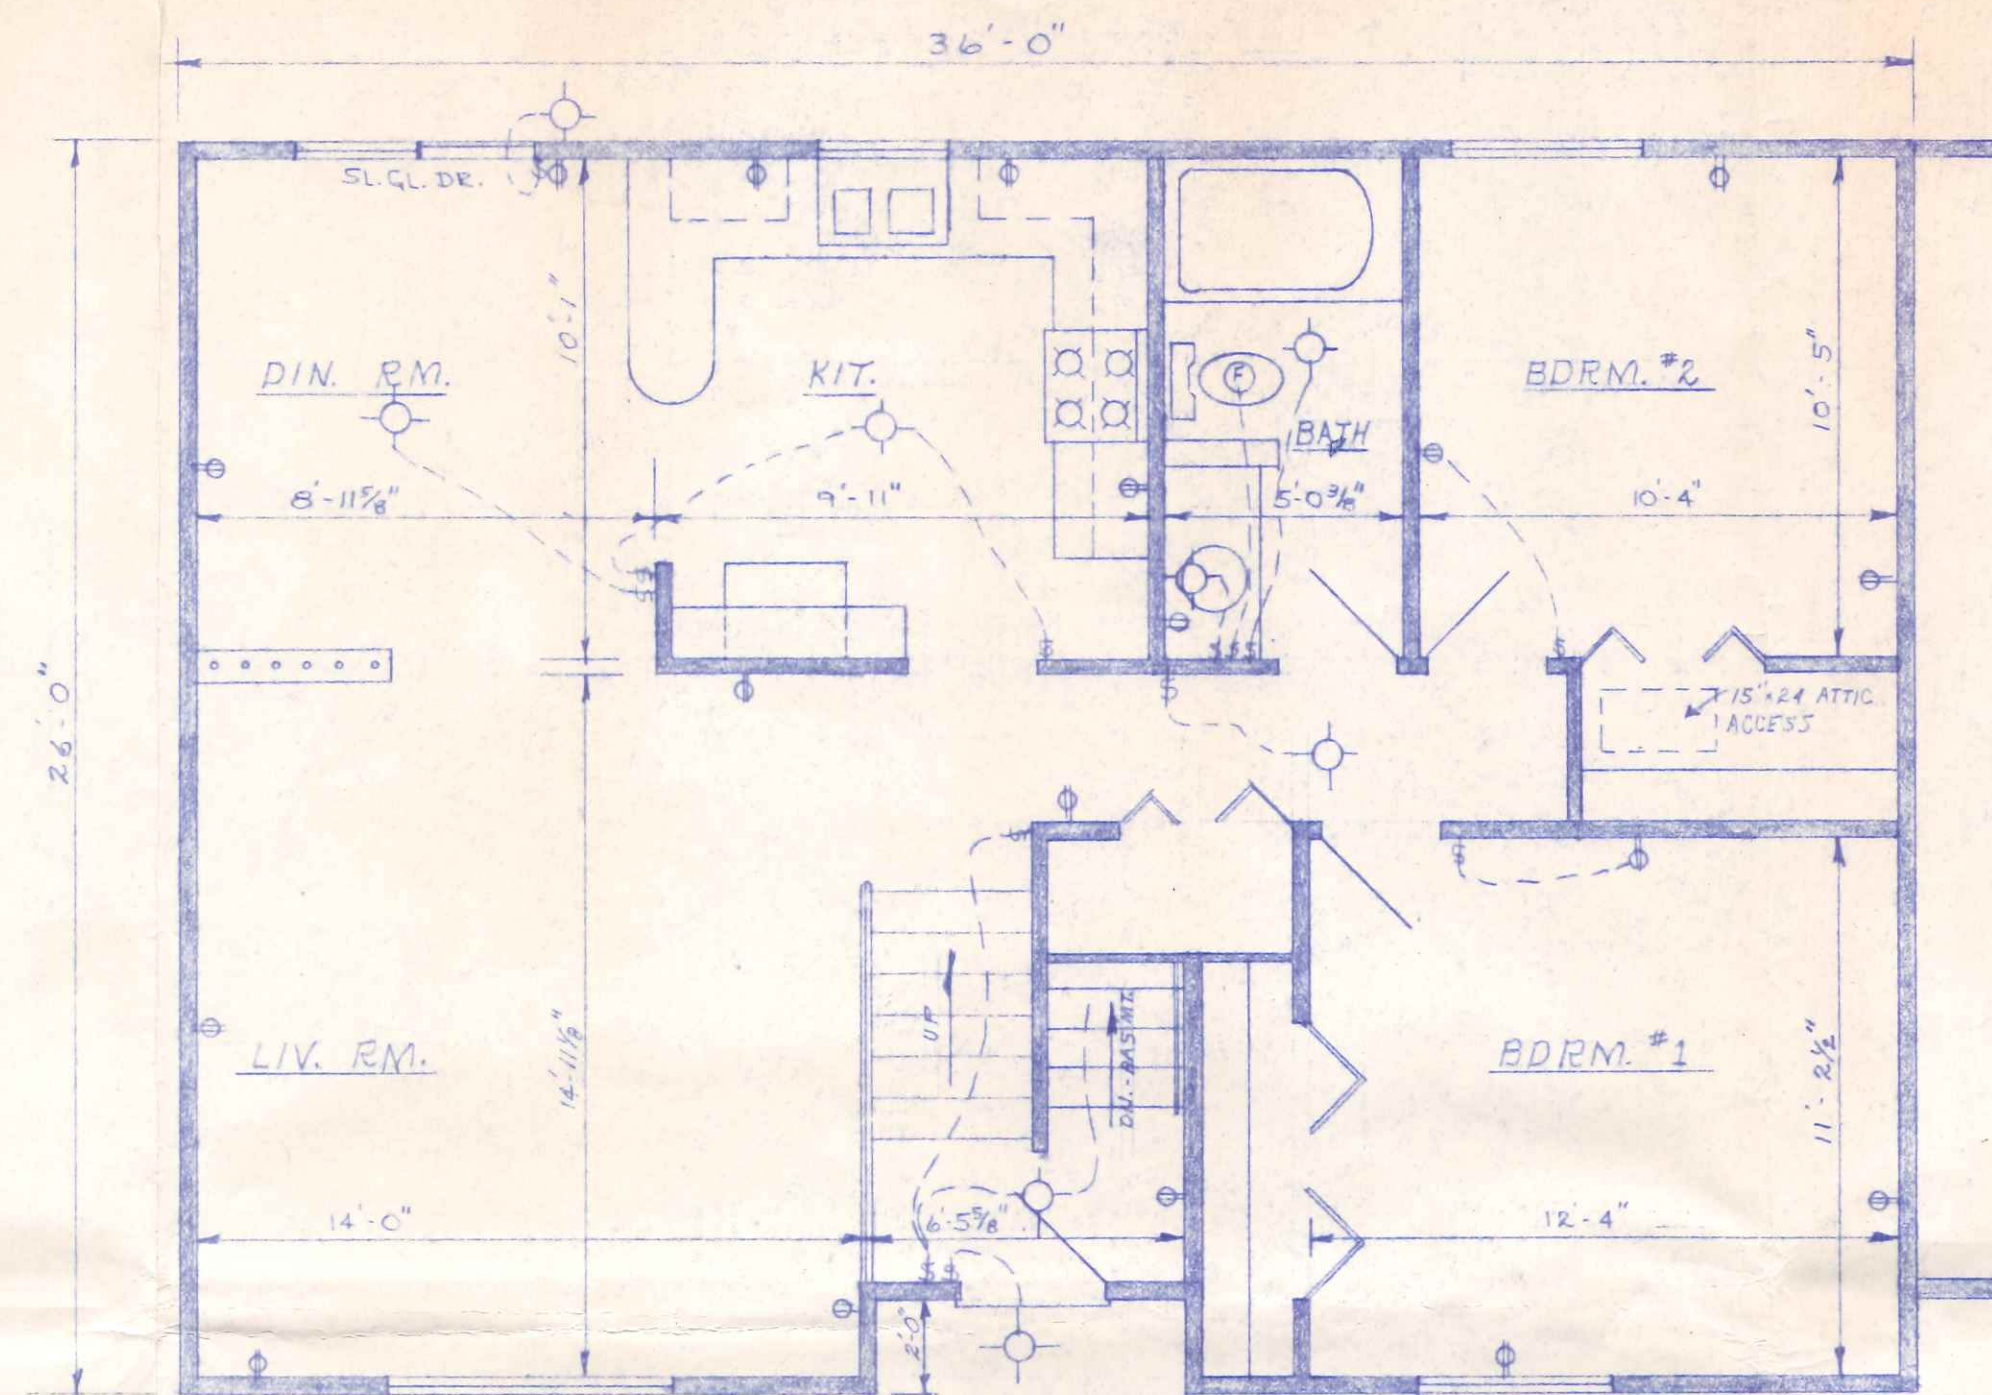 36'-0"
SL. GL. DR.
10'-1"
DIN. RM.
KIT.
F
BATH
BDRM. #2
10'-5"
8'-11 5/8"
9'-11"
5'-0 3/8"
10'-4"
26'-0"
15" x 24 ATTIC
ACCESS
UP
DN.-BASMT.
LIV. RM.
14'-11 1/8"
BDRM. #1
11'-2 1/2"
14'-0"
6'-5 5/8"
12'-4"
2'-0"
S
S
S
S
S
S
S
S
S
S
S
S
S